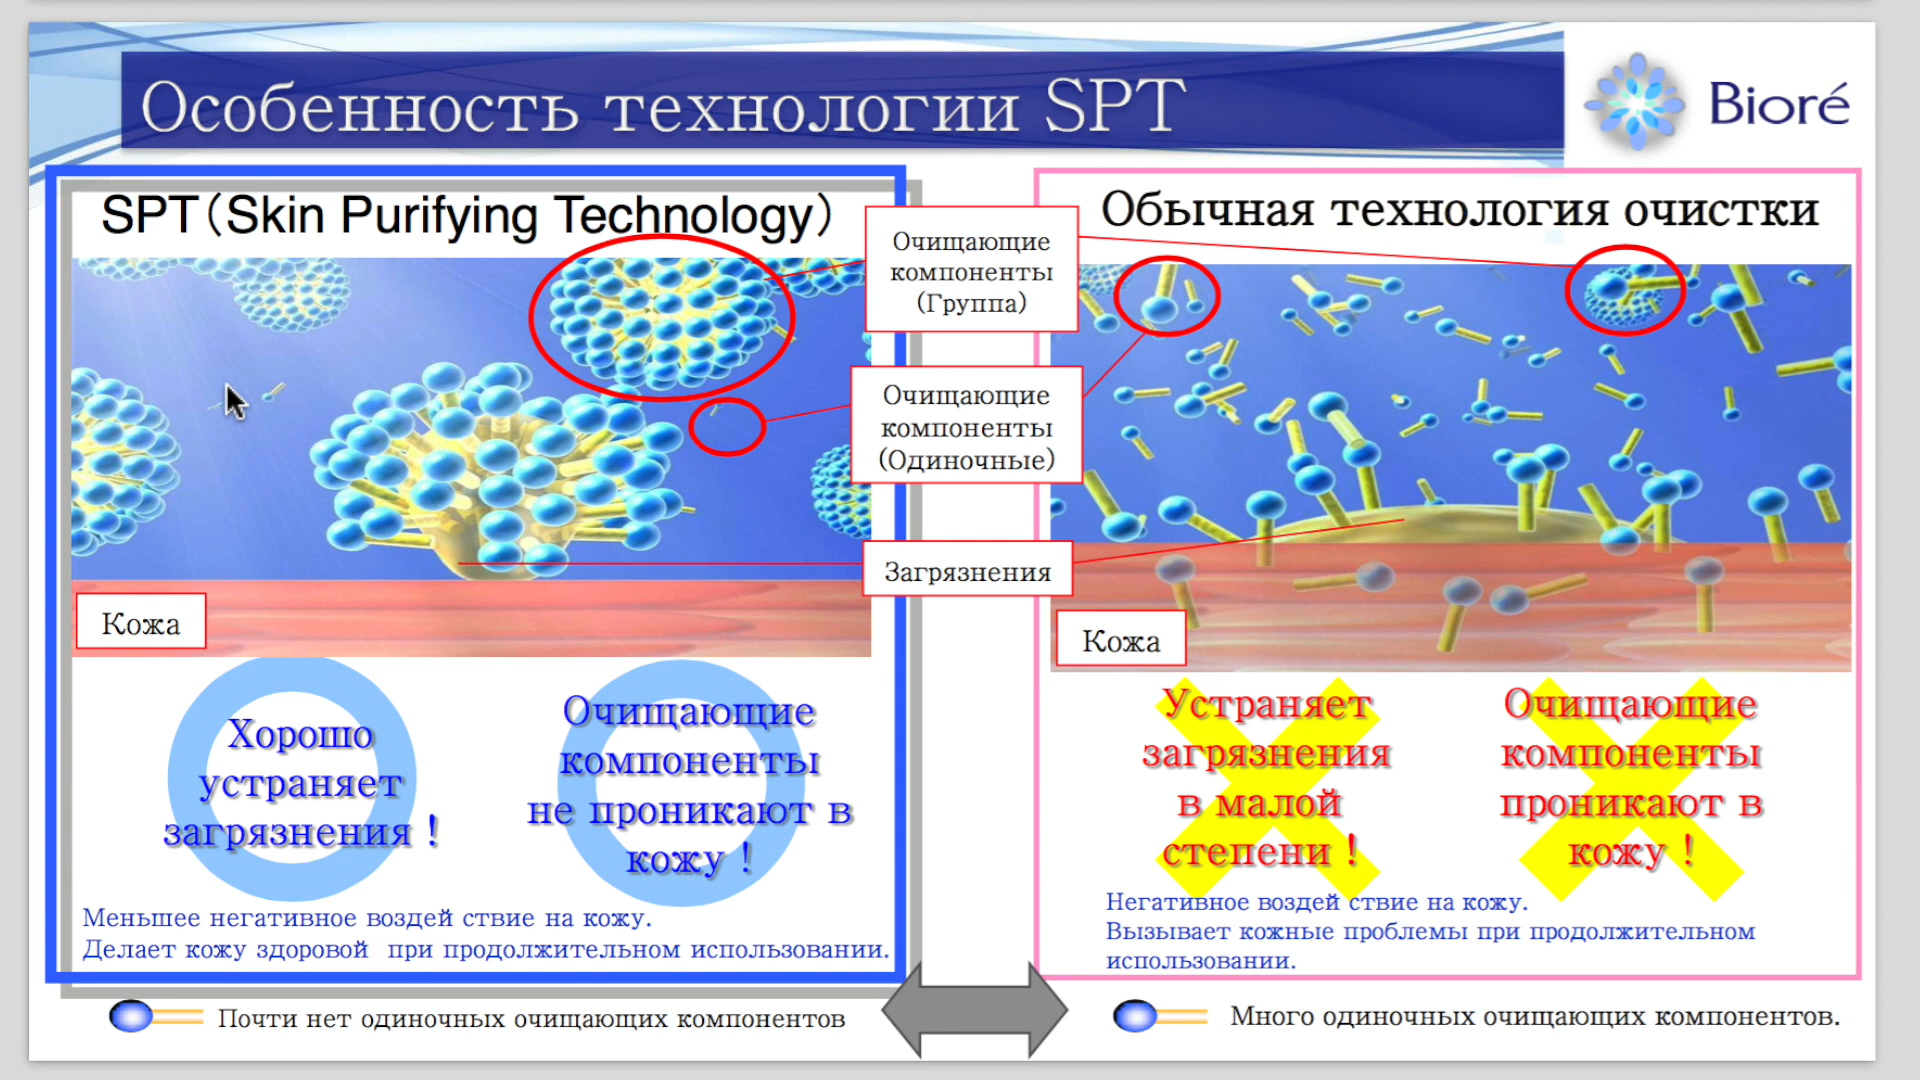 Особенность технологии SPT
Bioré
SPT(Skin Purifying Technology)
Очищающие
компоненты
(Группа)
Очищающие
компоненты
(Одиночные)
Загрязнения
Кожа
Хорошо
устраняет
загрязнения !
Очищающие
компоненты
не проникают в
кожу !
Меньшее негативное воздей ствие на кожу.
Делает кожу здоровой при продолжительном использовании.
Почти нет одиночных очищающих компонентов
Обычная технология очистки
Кожа
Устраняет
загрязнения
в малой
степени !
Очищающие
компоненты
проникают в
кожу !
Негативное воздей ствие на кожу.
Вызывает кожные проблемы при продолжительном
использовании.
Много одиночных очищающих компонентов.